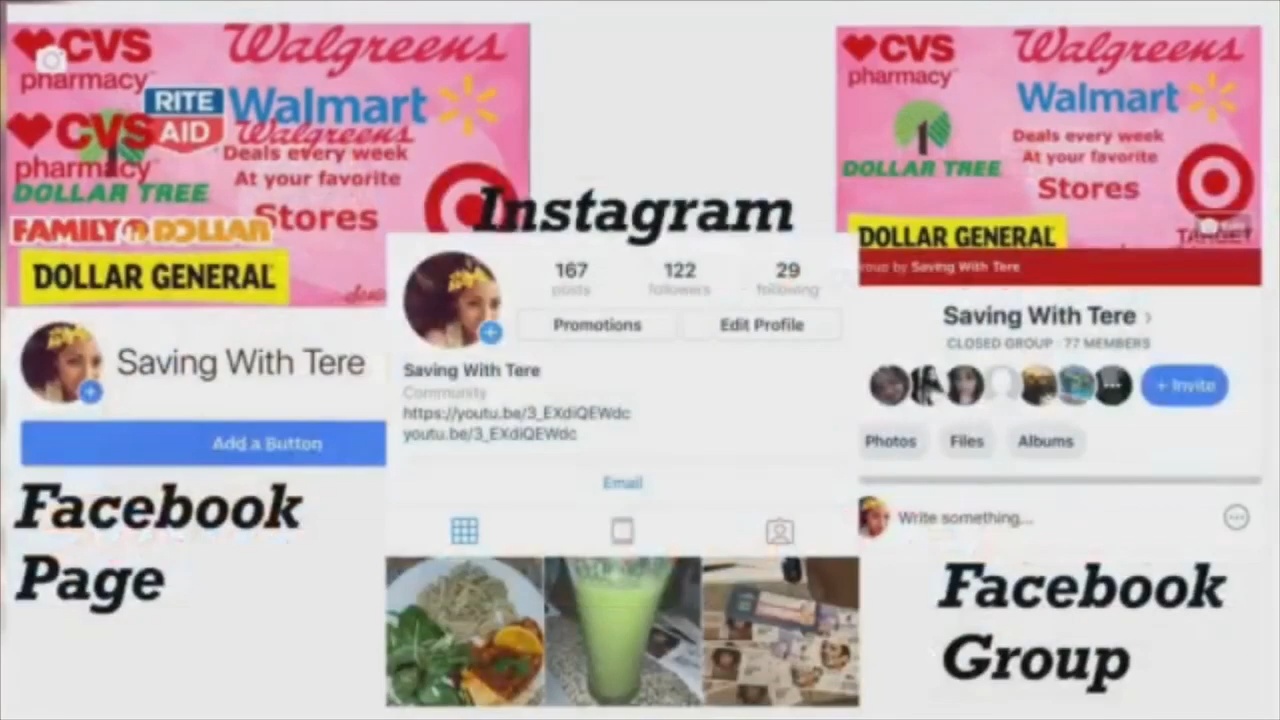 CVS
pharmacy
Walgreens
RITE
AID
Walmart
CVS
pharmacy
Walgreens
Deals every week
At your favorite
Stores
DOLLAR TREE
FAMILY DOLLAR
DOLLAR GENERAL
Saving With Tere
Add a Button
Facebook
Page
Instagram
167
posts
122
followers
29
following
Promotions
Edit Profile
Saving With Tere
Community
https://youtu.be/3_EXdiQEWdc
youtu.be/3_EXdiQEWdc
Email
CVS
pharmacy
Walgreens
Walmart
Deals every week
At your favorite
Stores
DOLLAR TREE
TARGET
DOLLAR GENERAL
roup by Saving With Tere
Saving With Tere
CLOSED GROUP · 77 MEMBERS
+ Invite
Photos
Files
Albums
Write something...
Facebook
Group